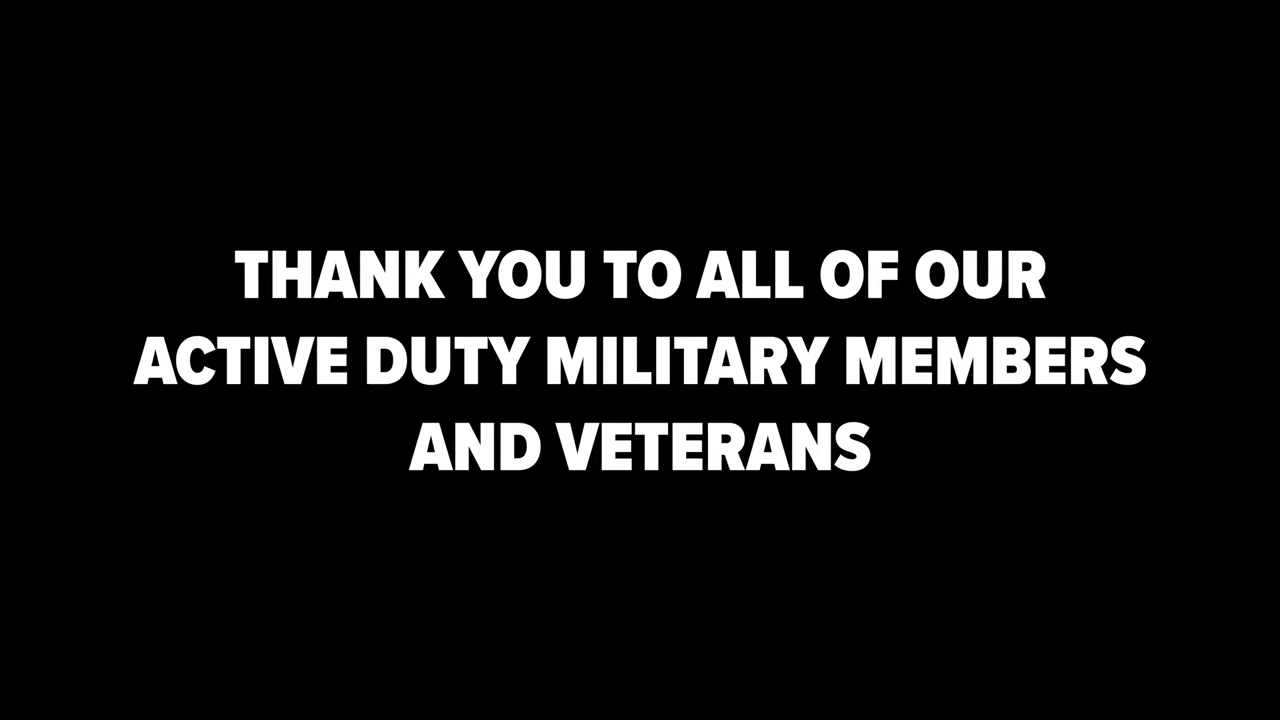 THANK YOU TO ALL OF OUR
ACTIVE DUTY MILITARY MEMBERS
AND VETERANS